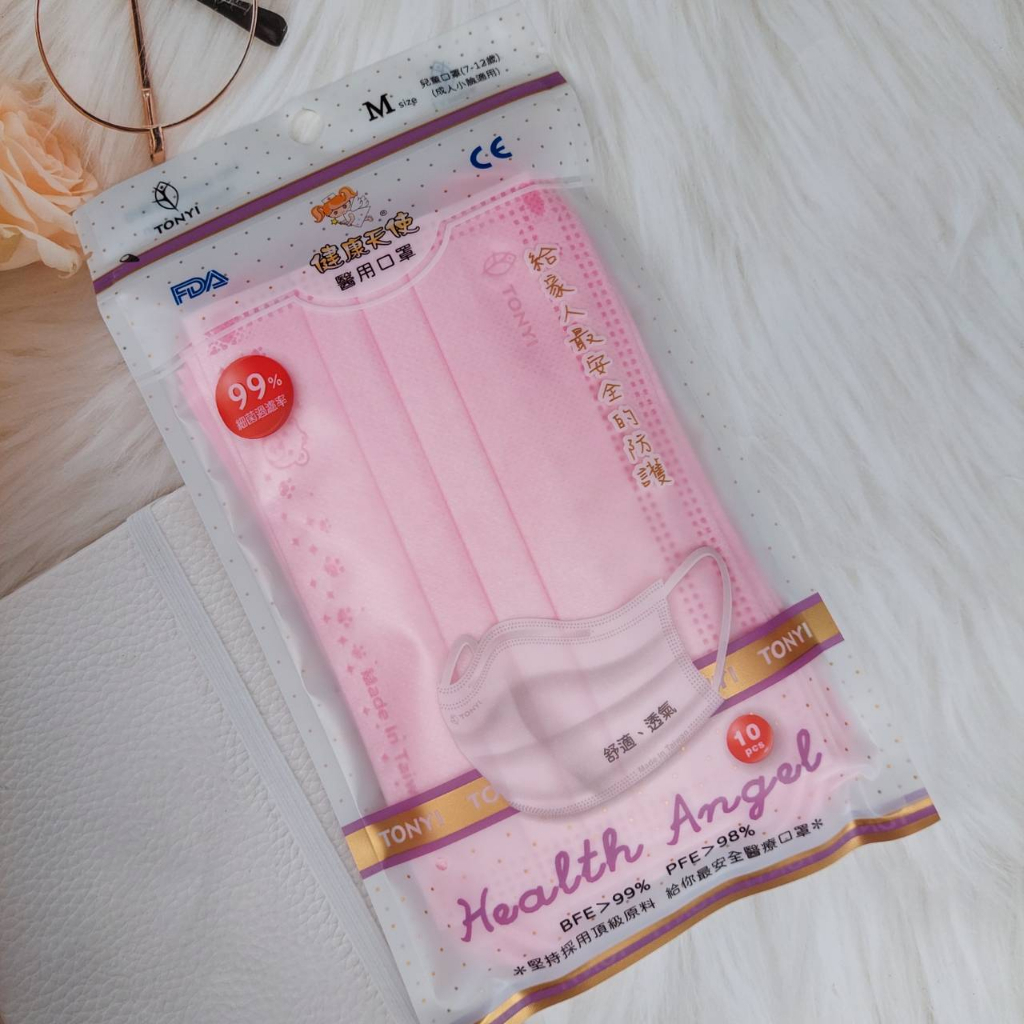 M size
兒童口罩(7-12歲)
(成人小臉適用)
TONYI
CE
FDA
健康天使®
醫用口罩
99%
細菌過濾率
TONYI
給家人最安全的防護
Made in Tai
TONYI
舒適、透氣
Made in Taiwan
TONYI
10
pcs
TONYI
Health Angel
BFE>99% PFE>98%
*堅持採用頂級原料 給你最安全醫療口罩*